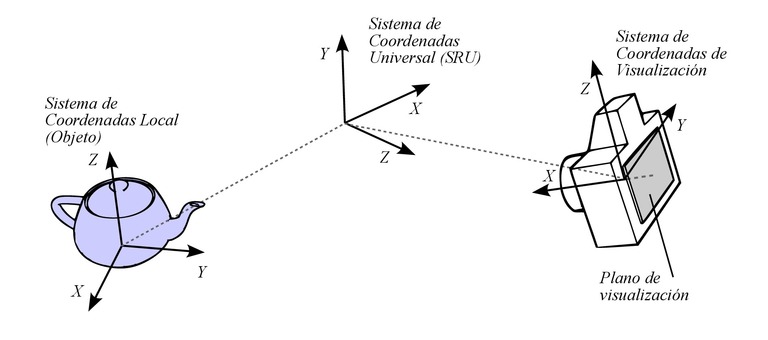 Sistema de
Coordenadas
Universal (SRU)
Y
X
Z
Sistema de
Coordenadas de
Visualización
Z
Y
X
Sistema de
Coordenadas Local
(Objeto)
Z
Y
X
Plano de
visualización